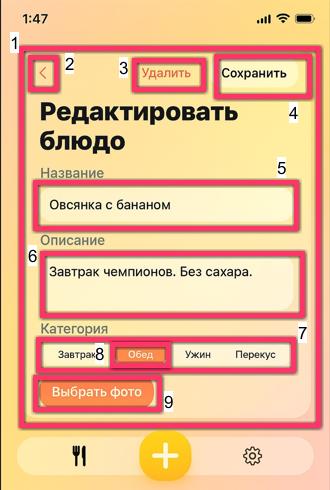 1:47
1
2
3
Удалить
Сохранить
4
Редактировать
блюдо
Название
5
Овсянка с бананом
Описание
6
Завтрак чемпионов. Без сахара.
Категория
7
Завтрак
8
Обед
Ужин
Перекус
Выбрать фото
9